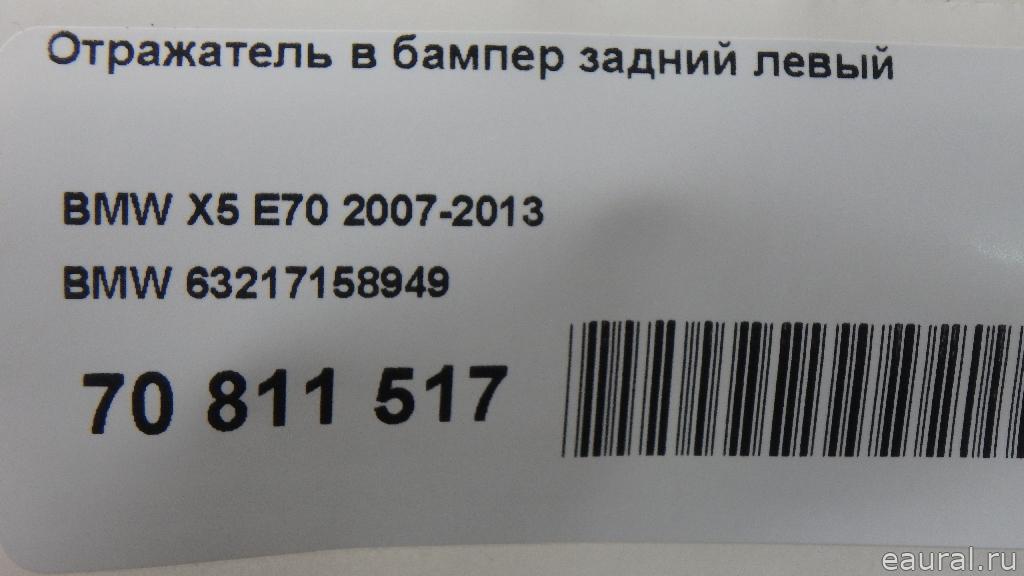 Отражатель в бампер задний левый
BMW X5 E70 2007-2013
BMW 63217158949
70 811 517
eaural.ru